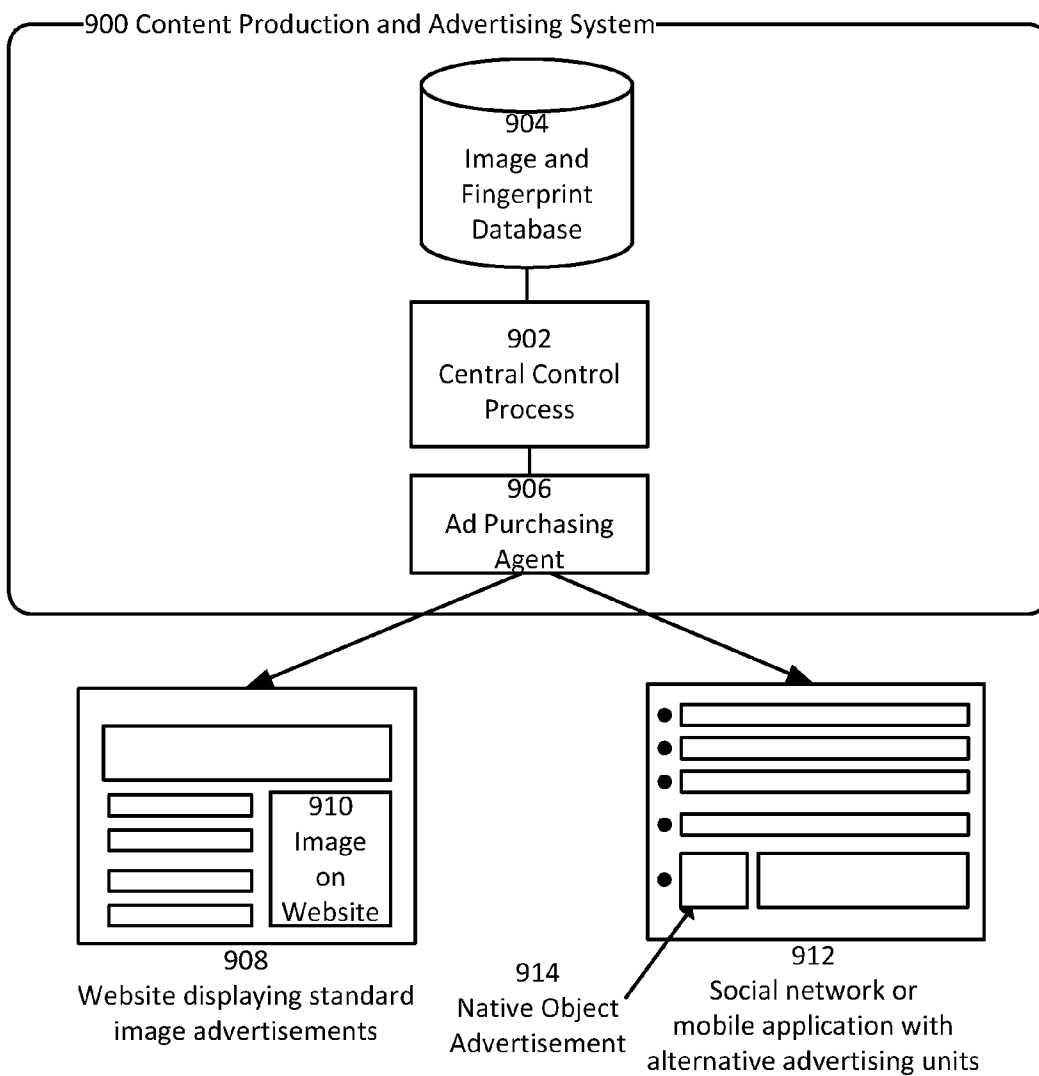 900 Content Production and Advertising System
904
Image and
Fingerprint
Database
902
Central Control
Process
906
Ad Purchasing
Agent
910
Image
on
Website
908
Website displaying standard
image advertisements
914
Native Object
Advertisement
912
Social network or
mobile application with
alternative advertising units